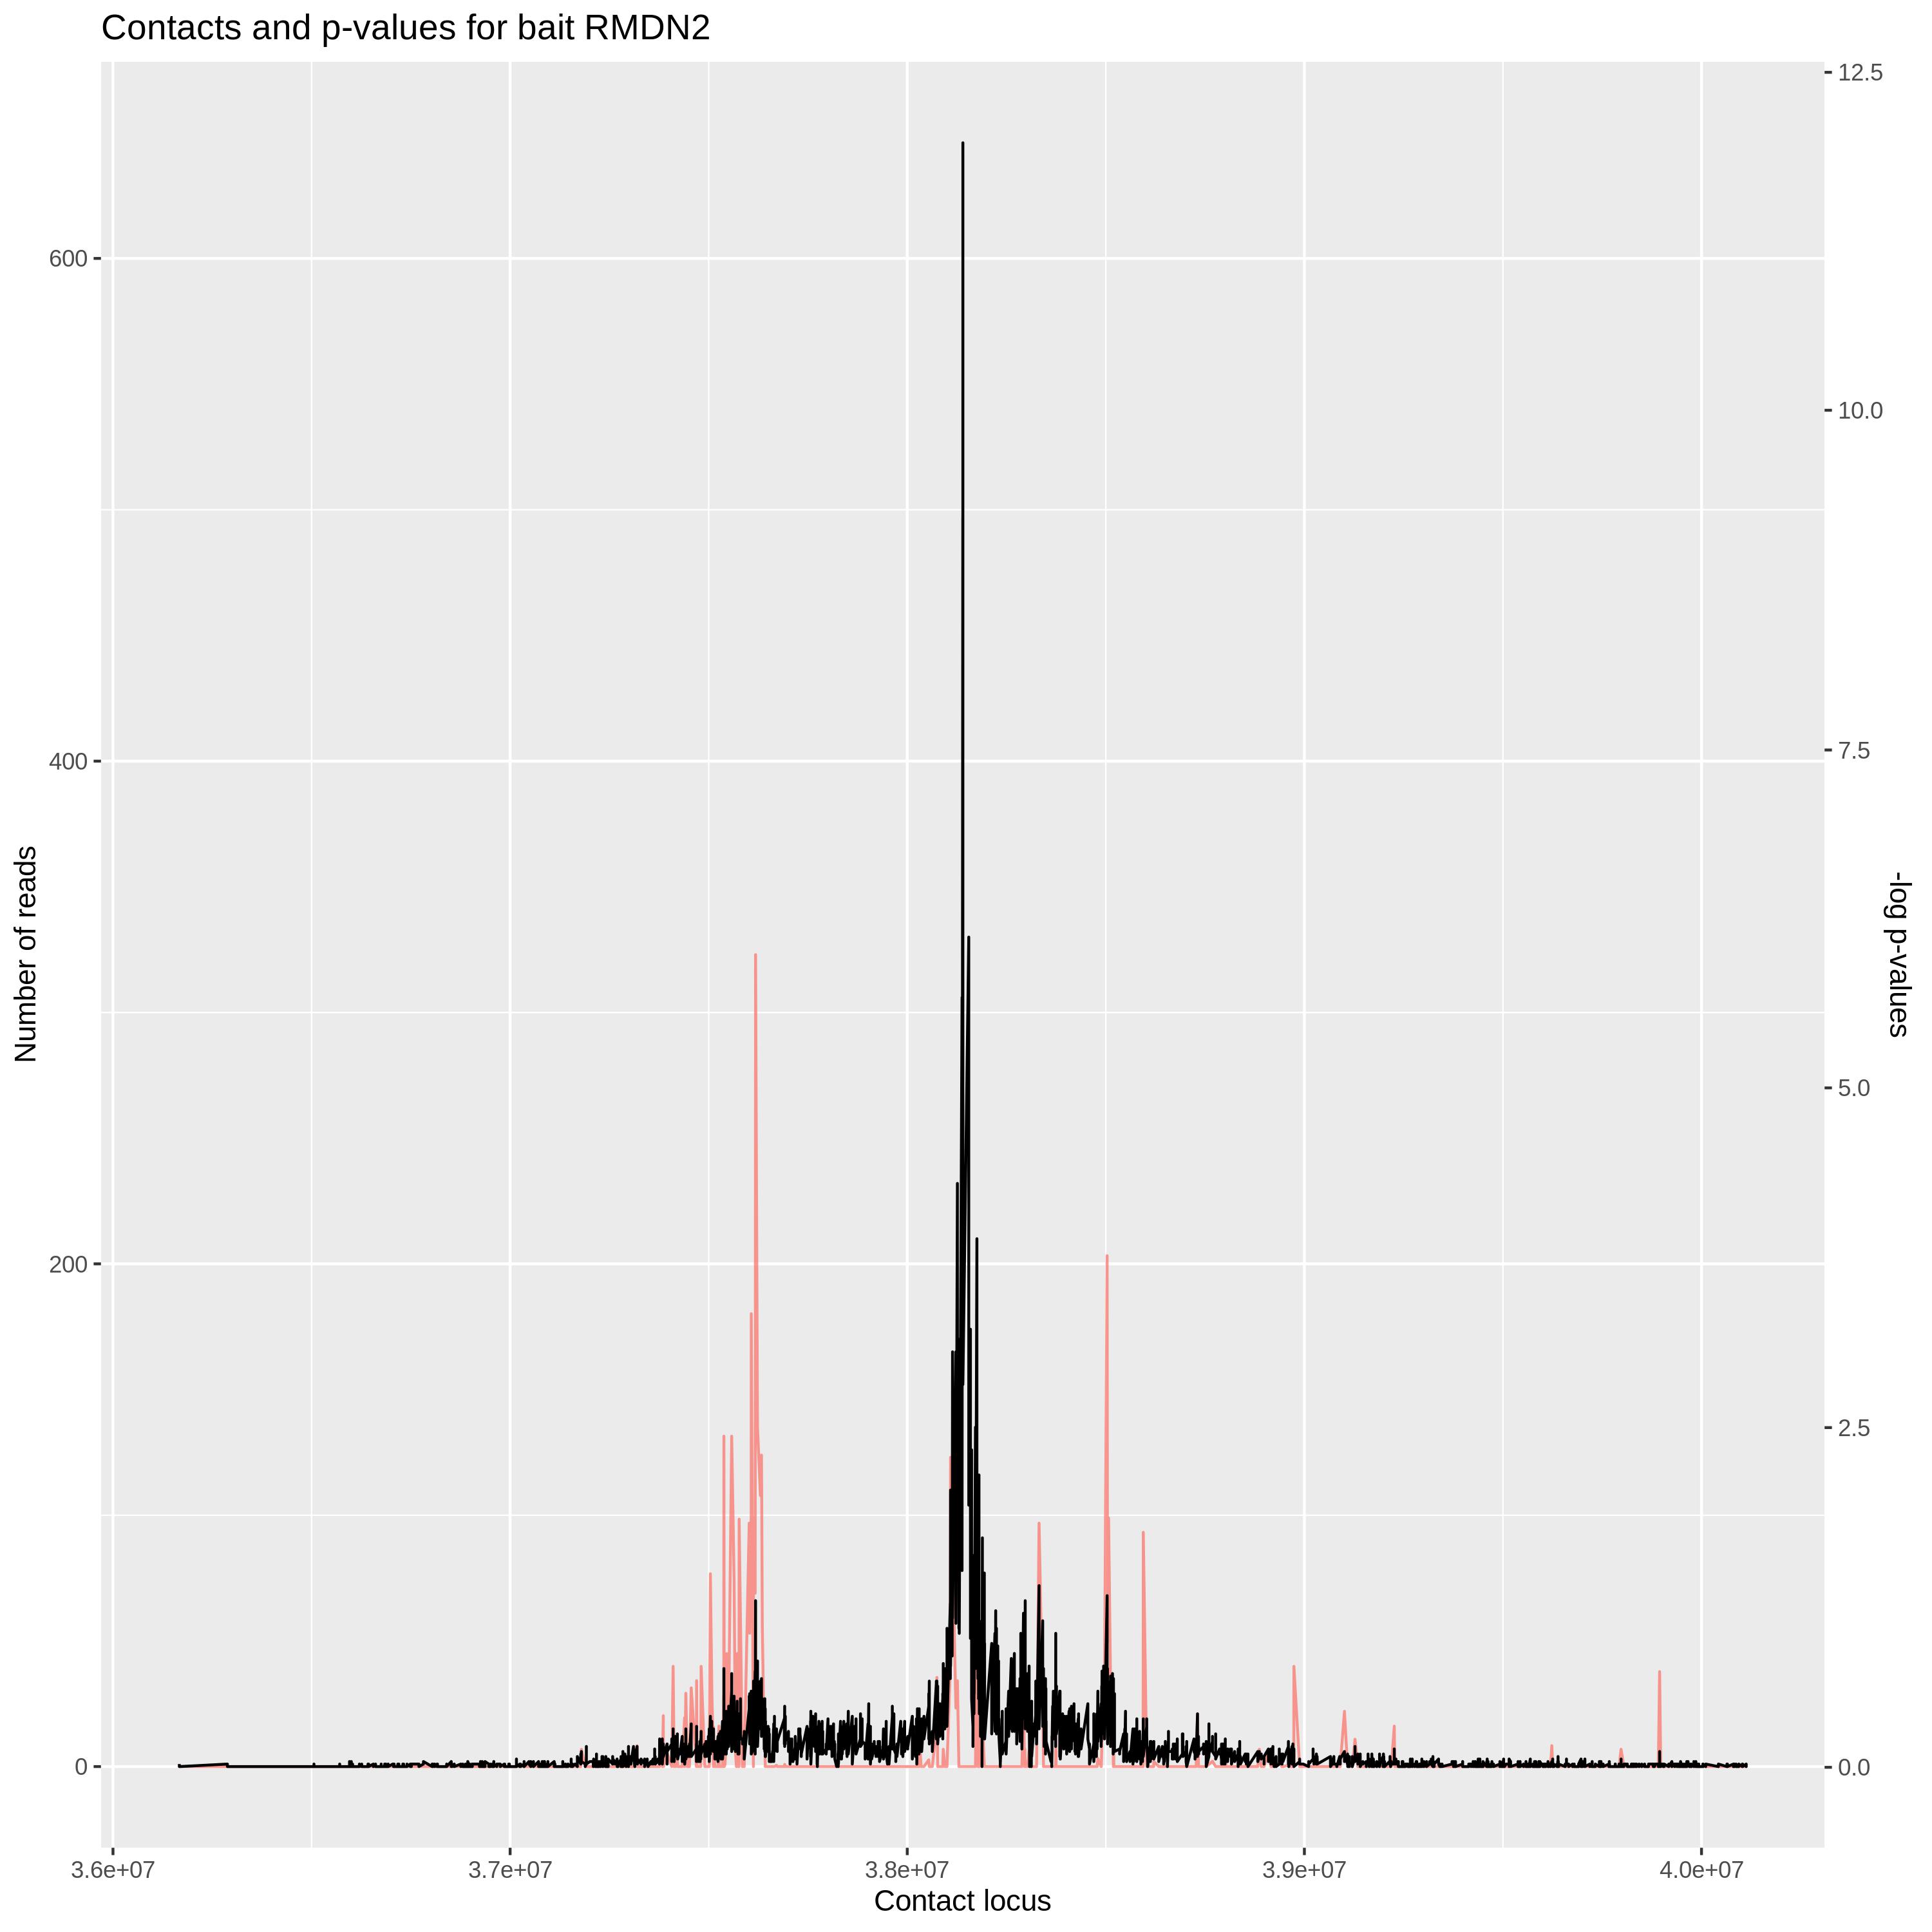 Contacts and p-values for bait RMDN2
12.5
600
10.0
400
7.5
Number of reads
-log p-values
5.0
200
2.5
0
0.0
3.6e+07
3.7e+07
3.8e+07
3.9e+07
4.0e+07
Contact locus